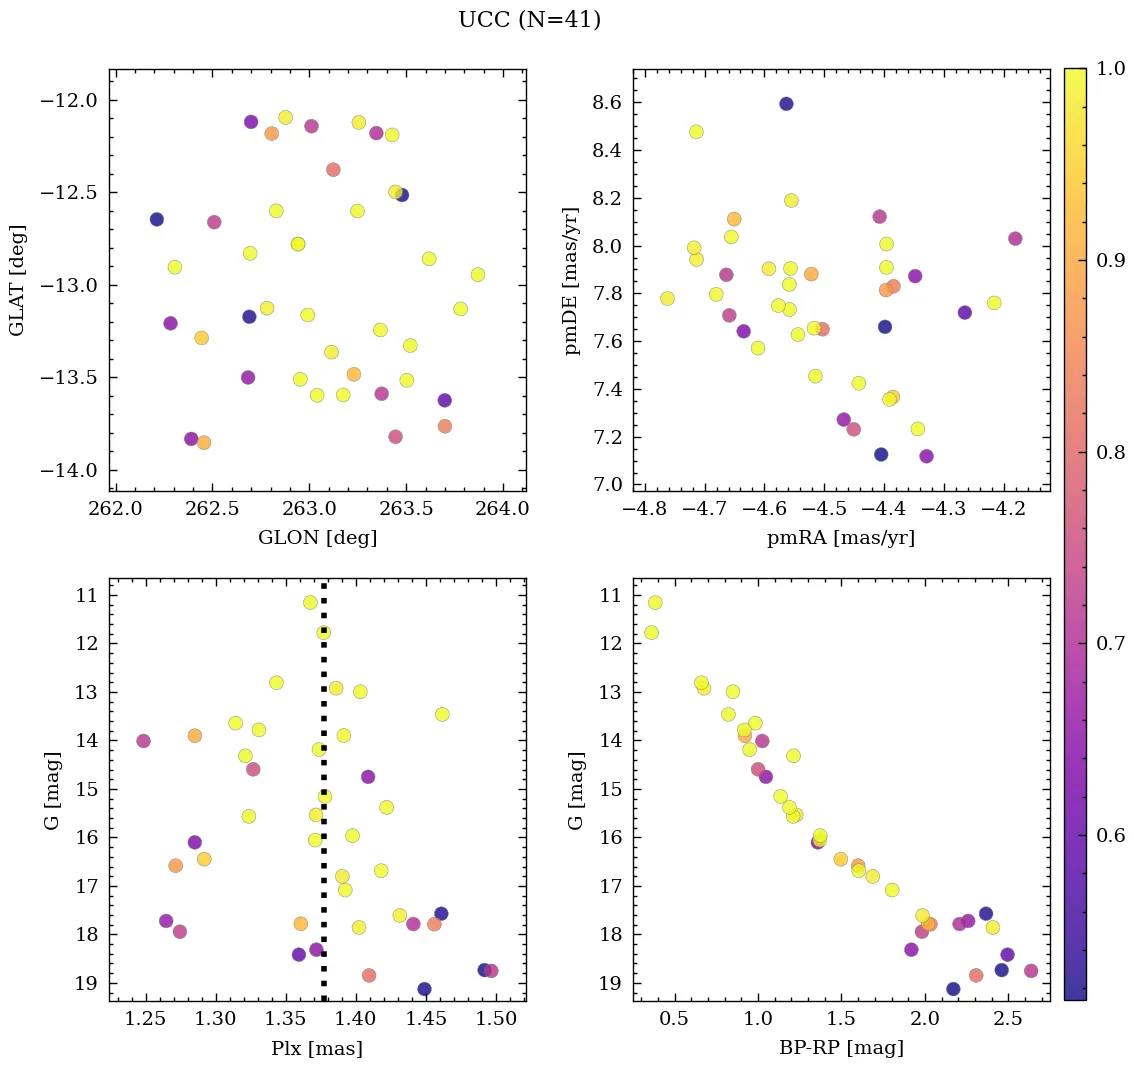 UCC (N=41)
−12.0
−12.5
−13.0
−13.5
−14.0
GLAT [deg]
262.0 262.5 263.0 263.5 264.0
GLON [deg]
8.6
8.4
8.2
8.0
7.8
7.6
7.4
7.2
7.0
pmDE [mas/yr]
−4.8 −4.7 −4.6 −4.5 −4.4 −4.3 −4.2
pmRA [mas/yr]
1.0
0.9
0.8
0.7
0.6
11
12
13
14
15
16
17
18
19
G [mag]
1.25 1.30 1.35 1.40 1.45 1.50
Plx [mas]
11
12
13
14
15
16
17
18
19
G [mag]
0.5 1.0 1.5 2.0 2.5
BP-RP [mag]